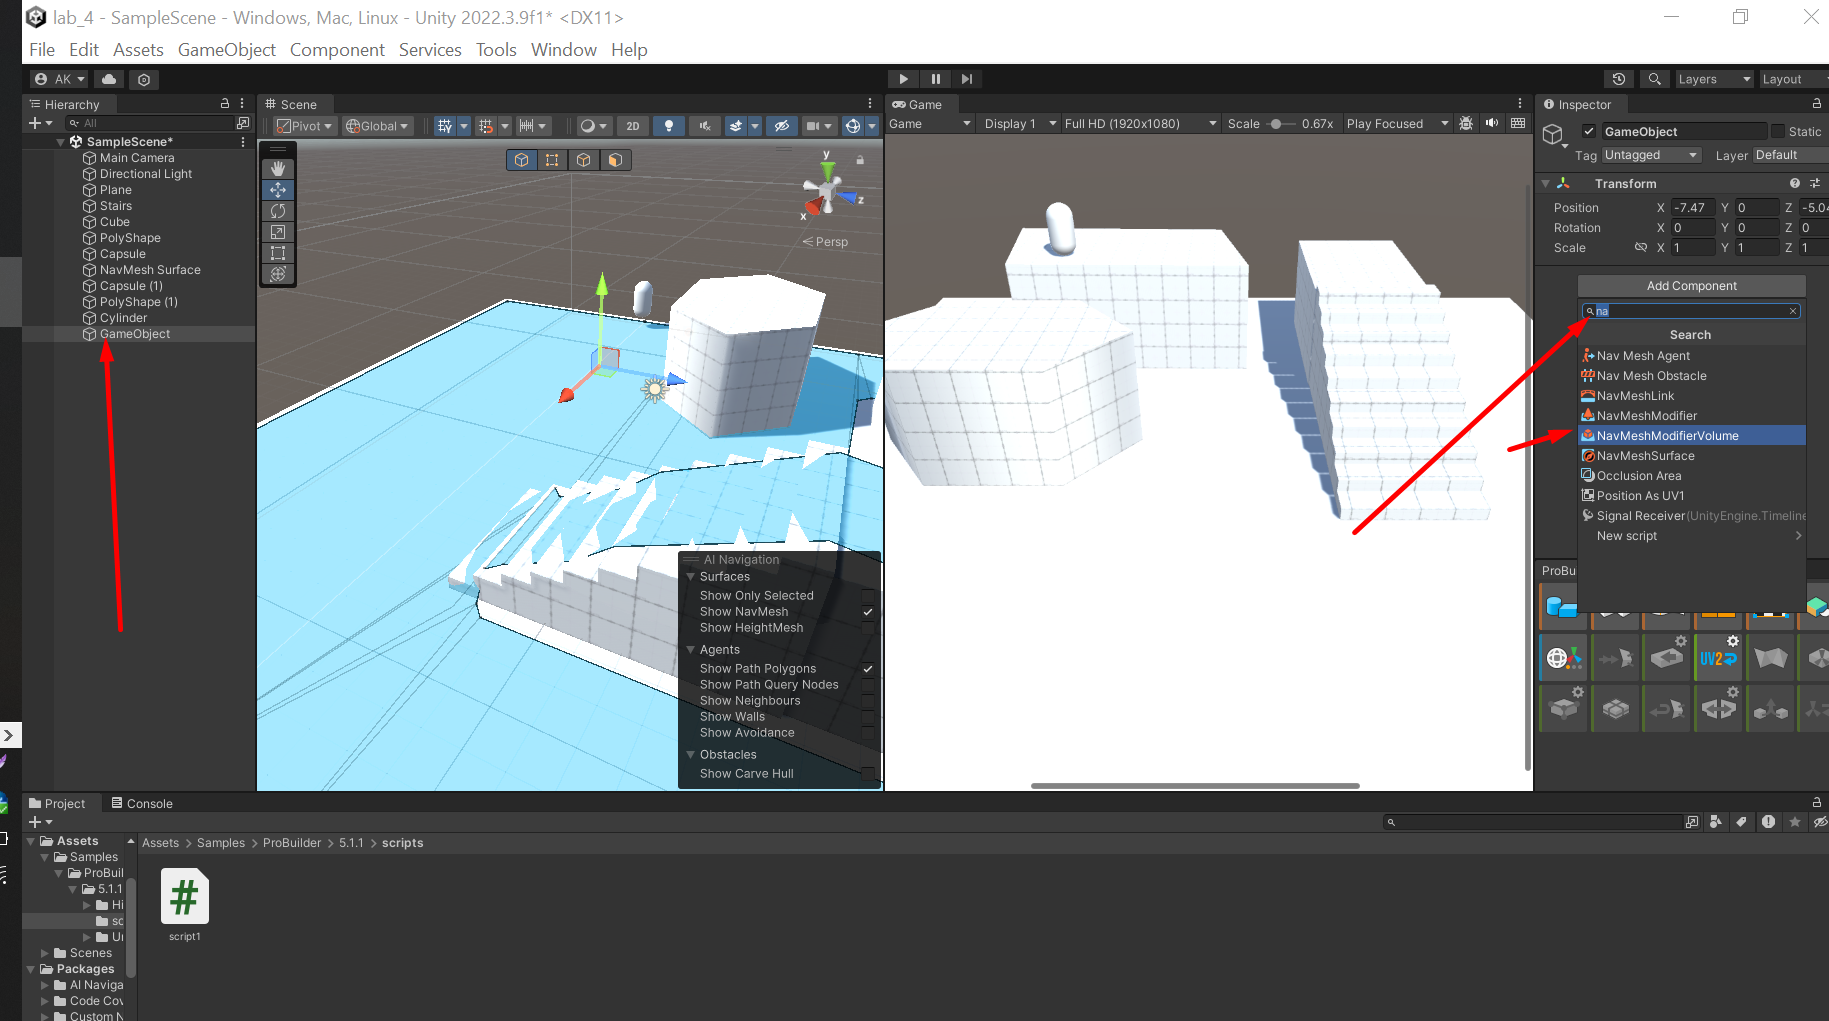 lab_4 - SampleScene - Windows, Mac, Linux - Unity 2022.3.9f1* <DX11>
File Edit Assets GameObject Component Services Tools Window Help
AK
Layers
Layout
Hierarchy
All
SampleScene*
Main Camera
Directional Light
Plane
Stairs
Cube
PolyShape
Capsule
NavMesh Surface
Capsule (1)
PolyShape (1)
Cylinder
GameObject
Scene
Pivot Global 2D
y
x
z
Persp
AI Navigation
Surfaces
Show Only Selected
Show NavMesh
Show HeightMesh
Agents
Show Path Polygons
Show Path Query Nodes
Show Neighbours
Show Walls
Show Avoidance
Obstacles
Show Carve Hull
Game
Game Display 1 Full HD (1920x1080) Scale 0.67x Play Focused
Inspector
GameObject Static
Tag Untagged Layer Default
Transform
Position X -7.47 Y 0 Z -5.04
Rotation X 0 Y 0 Z 0
Scale X 1 Y 1 Z 1
Add Component
na
Search
Nav Mesh Agent
Nav Mesh Obstacle
NavMeshLink
NavMeshModifier
NavMeshModifierVolume
NavMeshSurface
Occlusion Area
Position As UV1
Signal Receiver (UnityEngine.Timeline
New script
ProBu
UV2
Project Console
Assets
Samples
ProBuil
5.1.1
Hi
sc
Ur
Scenes
Packages
AI Naviga
Code Cov
Custom N
Assets > Samples > ProBuilder > 5.1.1 > scripts
#
script1